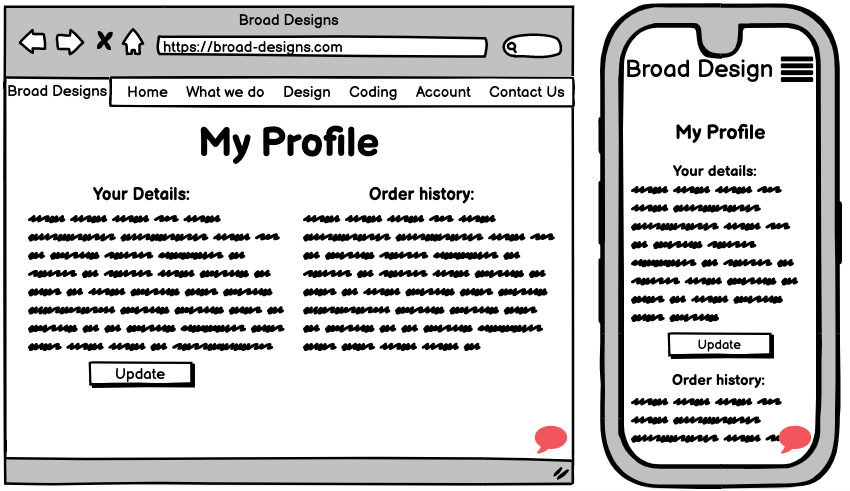 Broad Designs
https://broad-designs.com
Broad Designs Home What we do Design Coding Account Contact Us
My Profile
Your Details:
Order history:
Update
Broad Design
My Profile
Your details:
Update
Order history: